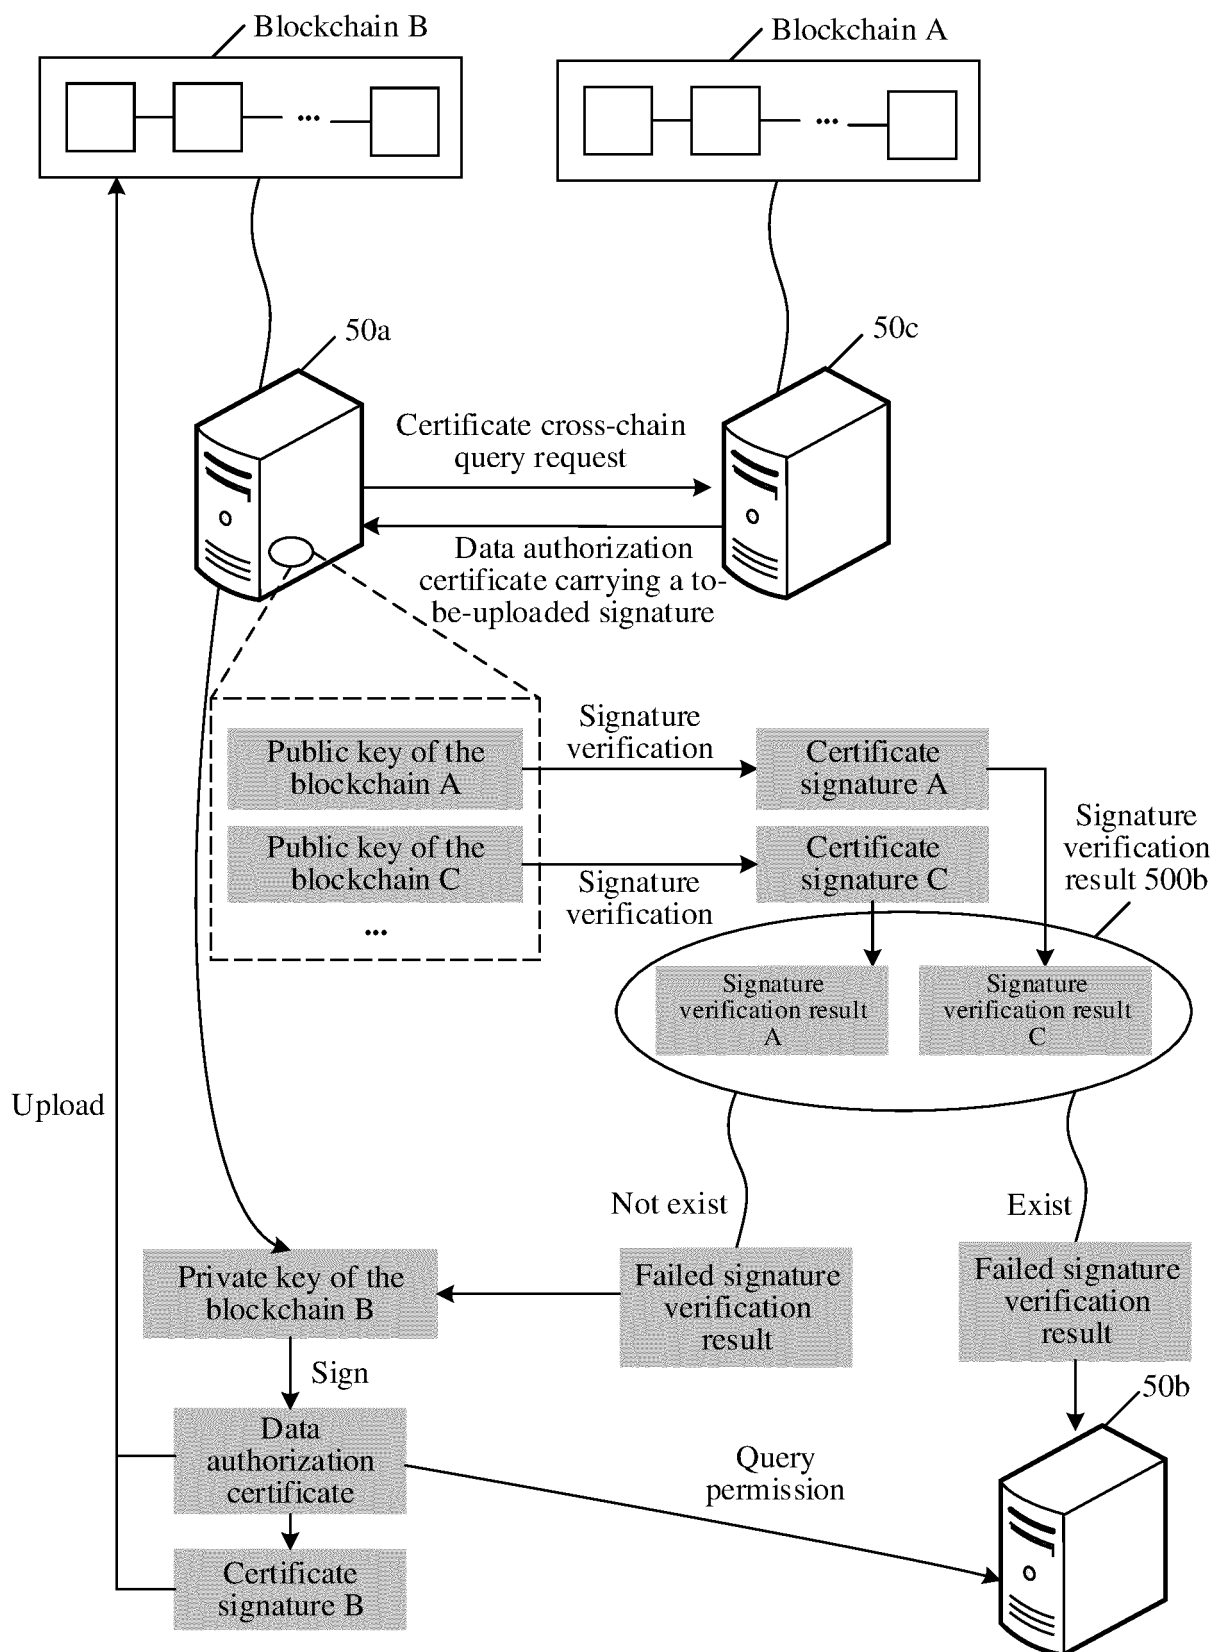 Blockchain B
Blockchain A
...
...
50a
50c
Certificate cross-chain
query request
Data authorization
certificate carrying a to-
be-uploaded signature
Public key of the
blockchain A
Signature
verification
Certificate
signature A
Public key of the
blockchain C
Signature
verification
Certificate
signature C
...
Signature
verification
result 500b
Signature
verification result
A
Signature
verification result
C
Upload
Not exist
Exist
Private key of the
blockchain B
Failed signature
verification
result
Failed signature
verification
result
Sign
50b
Data
authorization
certificate
Query
permission
Certificate
signature B